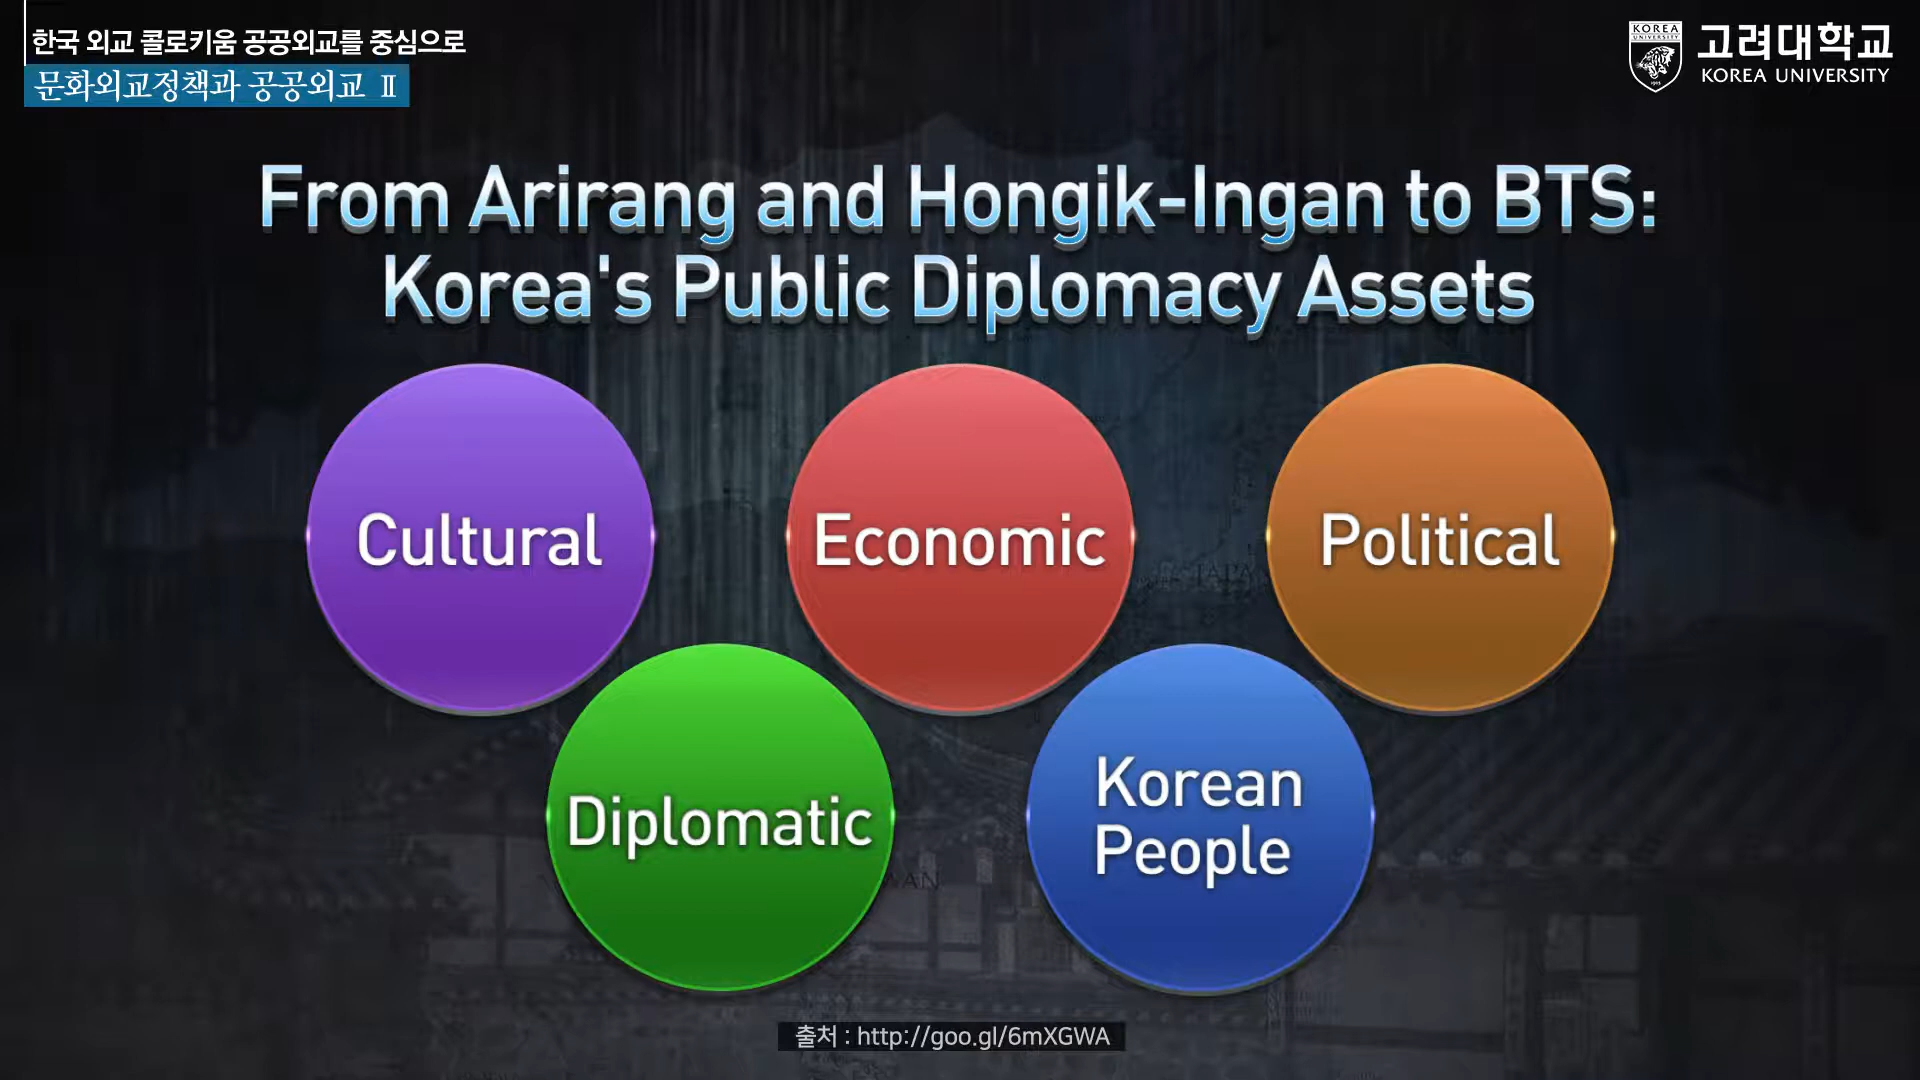 한국 외교 콜로키움 공공외교를 중심으로
문화외교정책과 공공외교 Ⅱ
KOREA
UNIVERSITY
1905
고려대학교
KOREA UNIVERSITY
From Arirang and Hongik-Ingan to BTS:
Korea's Public Diplomacy Assets
Cultural
Economic
Political
Diplomatic
Korean
People
출처 : http://goo.gl/6mXGWA